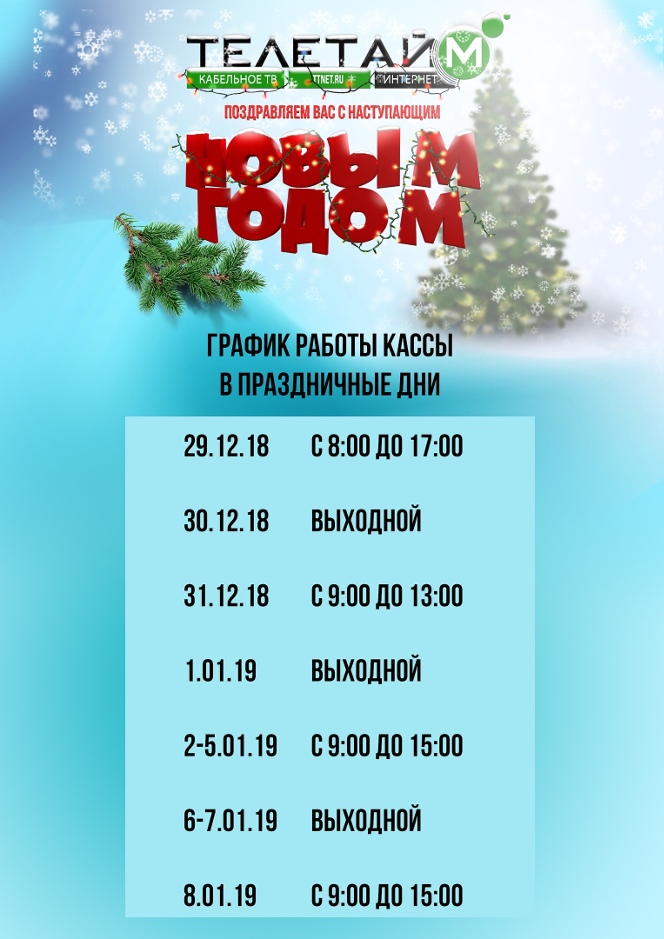 ТЕЛЕТАЙМ
КАБЕЛЬНОЕ ТВ TTNET.RU ИНТЕРНЕТ
ПОЗДРАВЛЯЕМ ВАС С НАСТУПАЮЩИМ
НОВЫМ
ГОДОМ
ГРАФИК РАБОТЫ КАССЫ
В ПРАЗДНИЧНЫЕ ДНИ
29.12.18 С 8:00 ДО 17:00
30.12.18 ВЫХОДНОЙ
31.12.18 С 9:00 ДО 13:00
1.01.19 ВЫХОДНОЙ
2-5.01.19 С 9:00 ДО 15:00
6-7.01.19 ВЫХОДНОЙ
8.01.19 С 9:00 ДО 15:00